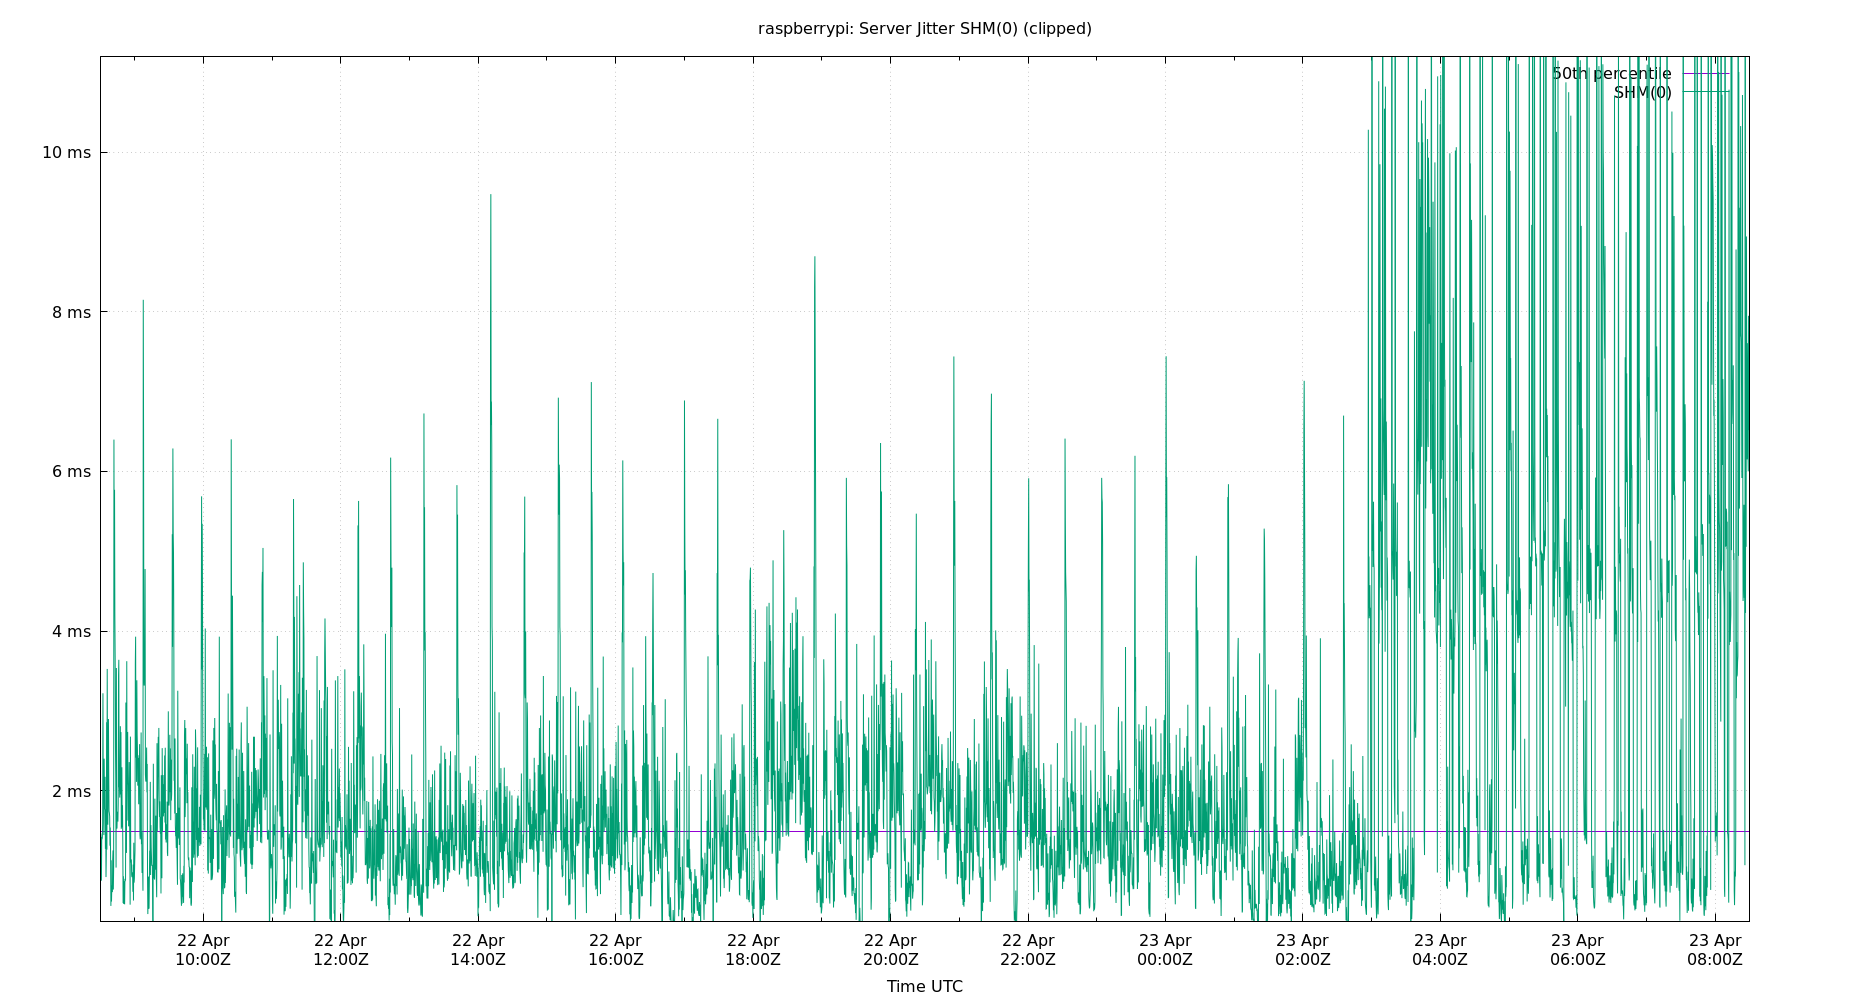 raspberrypi: Server Jitter SHM(0) (clipped)
50th percentile
SHM(0)
10 ms
8 ms
6 ms
4 ms
2 ms
22 Apr 22 Apr 22 Apr 22 Apr 22 Apr 22 Apr 22 Apr 23 Apr 23 Apr 23 Apr 23 Apr 23 Apr
10:00Z 12:00Z 14:00Z 16:00Z 18:00Z 20:00Z 22:00Z 00:00Z 02:00Z 04:00Z 06:00Z 08:00Z
Time UTC